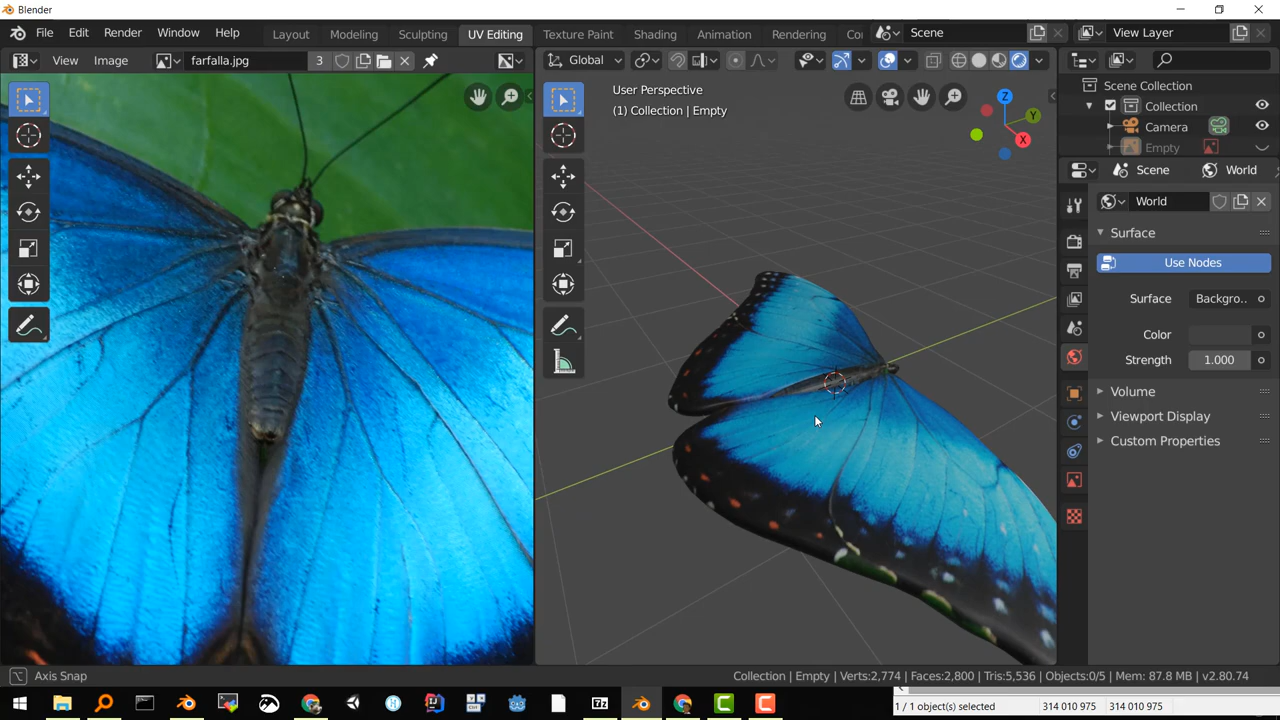 Blender
File Edit Render Window Help
Layout Modeling Sculpting UV Editing Texture Paint Shading Animation Rendering Co
Scene
View Layer
View Image
farfalla.jpg 3
Global
User Perspective
(1) Collection | Empty
Z
Y
X
Scene Collection
Collection
Camera
Empty
Scene
World
World
Surface
Use Nodes
Surface Backgro..
Color
Strength 1.000
Volume
Viewport Display
Custom Properties
Axis Snap
Collection | Empty | Verts:2,774 | Faces:2,800 | Tris:5,536 | Objects:0/5 | Mem: 87.8 MB | v2.80.74
7z
1 / 1 object(s) selected
314 010 975
314 010 975